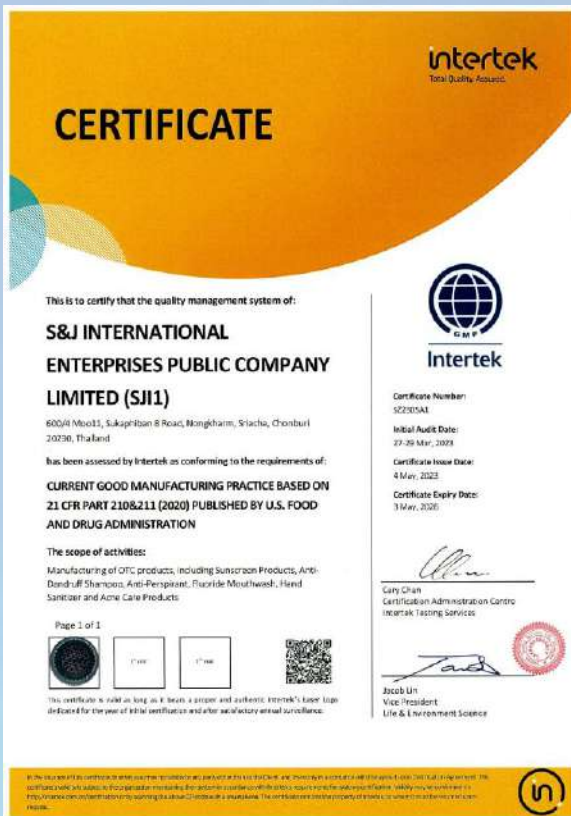 intertek
Total Quality. Assured.
CERTIFICATE
This is to certify that the quality management system of:
S&J INTERNATIONAL
ENTERPRISES PUBLIC COMPANY
LIMITED (SJI1)
600/4 Moo11, Sukaphiban 8 Road, Nongkharm, Sriacha, Chonburi
20230, Thailand
has been assessed by Intertek as conforming to the requirements of:
CURRENT GOOD MANUFACTURING PRACTICE BASED ON
21 CFR PART 210&211 (2020) PUBLISHED BY U.S. FOOD
AND DRUG ADMINISTRATION
The scope of activities:
Manufacturing of OTC products, including Sunscreen Products, Anti-
Dandruff Shampoo, Anti-Perspirant, Fluoride Mouthwash, Hand
Sanitizer and Acne Care Products
Page 1 of 1
This certificate is valid as long as it bears a proper and authentic Intertek's Laser Logo
dedicated for the year of initial certification and after satisfactory annual surveillance.
GMP
Intertek
Certificate Number:
SZ2305A1
Initial Audit Date:
27-29 Mar, 2023
Certificate Issue Date:
4 May, 2023
Certificate Expiry Date:
3 May, 2026
Cary Chan
Certification Administration Centre
Intertek Testing Services
Jacob Lin
Vice President
Life & Environment Science
in